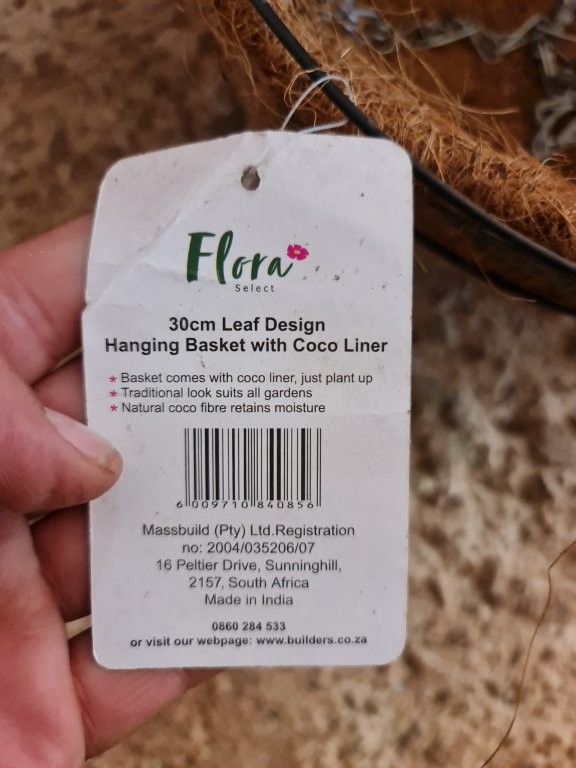 Flora
Select
30cm Leaf Design
Hanging Basket with Coco Liner
* Basket comes with coco liner, just plant up
* Traditional look suits all gardens
* Natural coco fibre retains moisture
6 009710 840856
Massbuild (Pty) Ltd.Registration
no: 2004/035206/07
16 Peltier Drive, Sunninghill,
2157, South Africa
Made in India
0860 284 533
or visit our webpage: www.builders.co.za